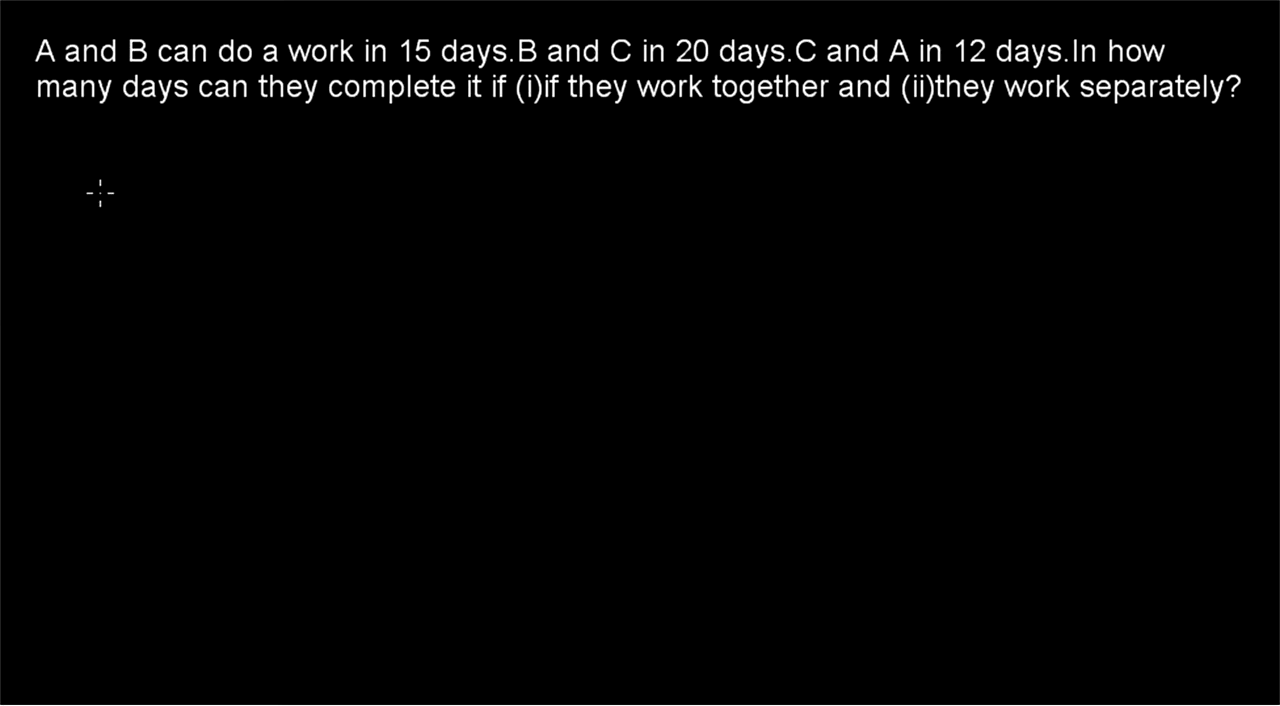 A and B can do a work in 15 days.B and C in 20 days.C and A in 12 days.In how
many days can they complete it if (i)if they work together and (ii)they work separately?